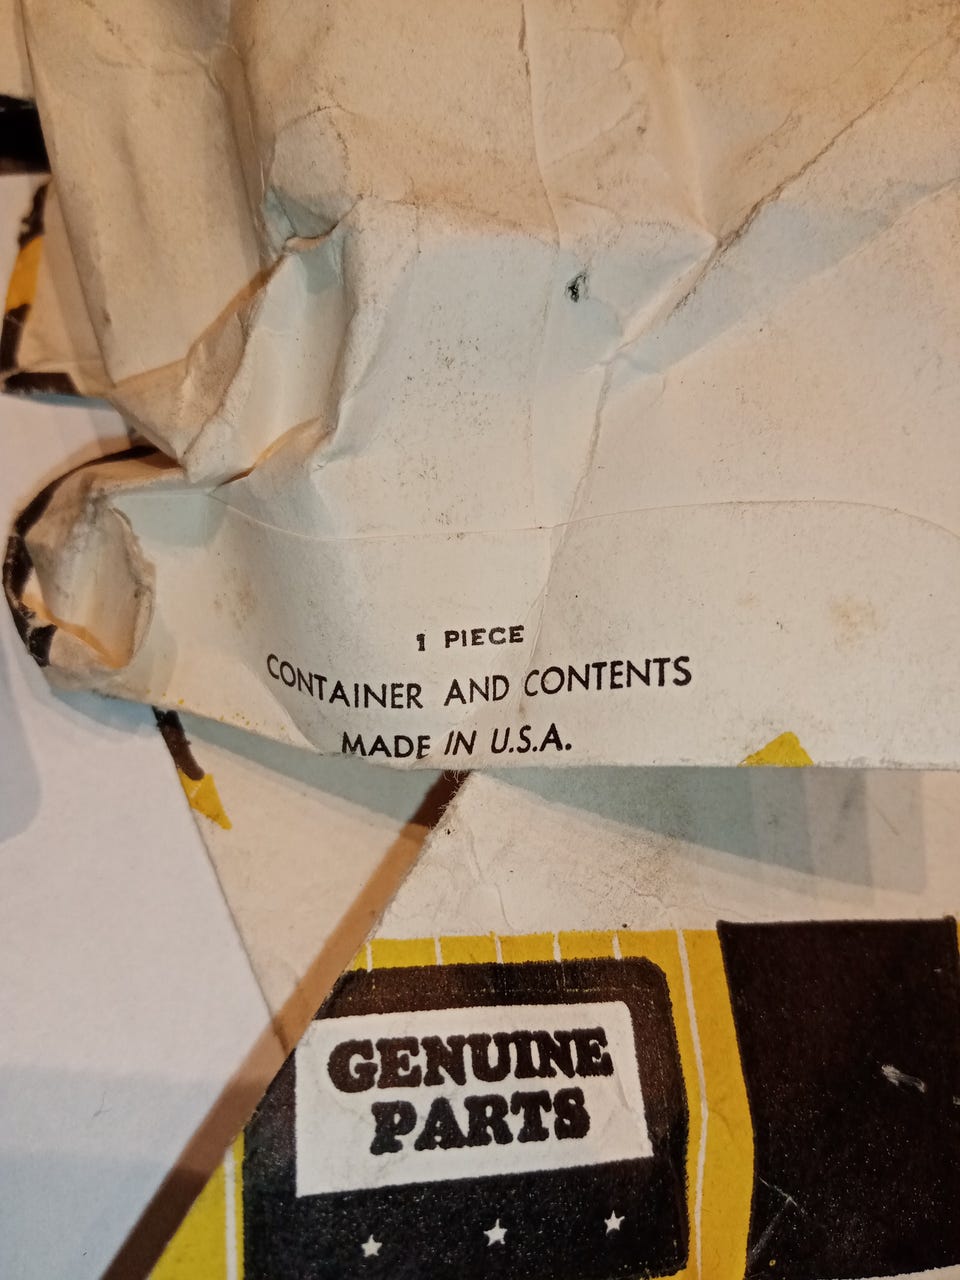 1 PIECE
CONTAINER AND CONTENTS
MADE IN U.S.A.
GENUINE
PARTS